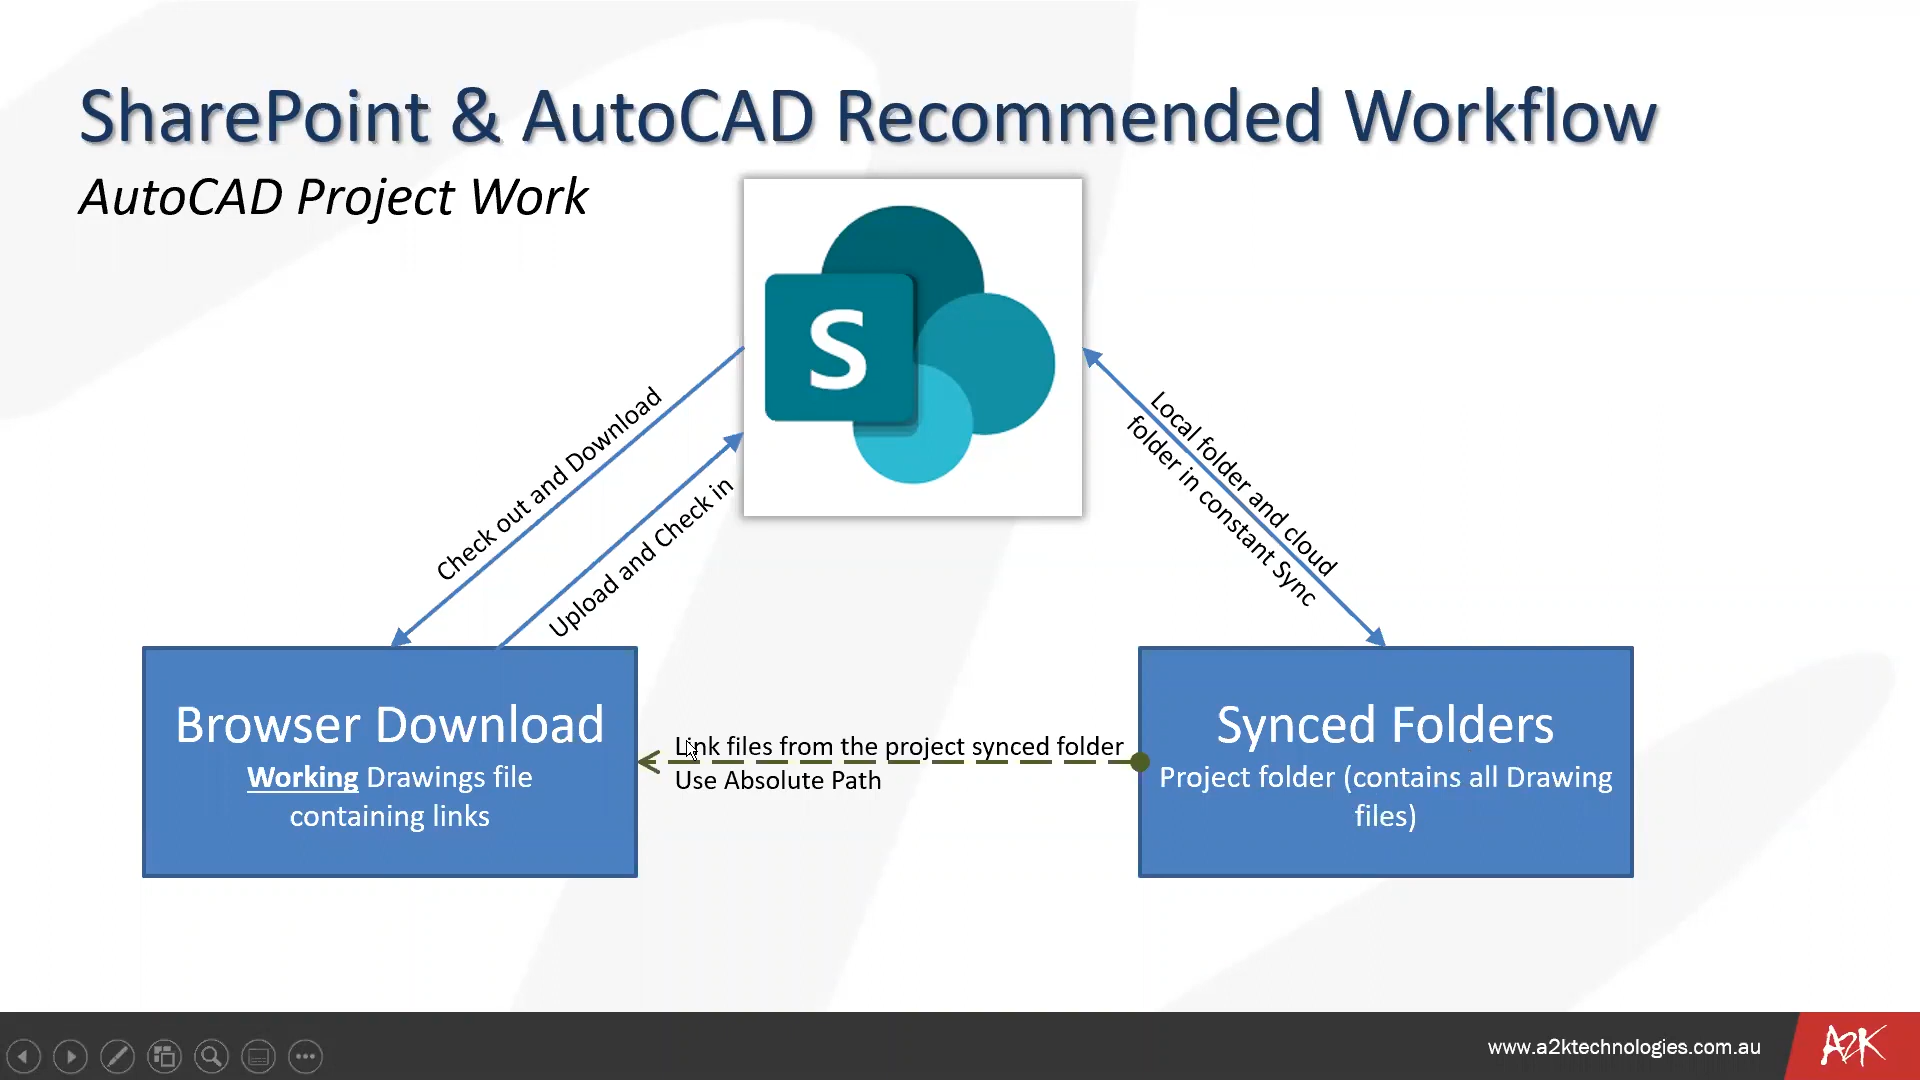 SharePoint & AutoCAD Recommended Workflow
AutoCAD Project Work
S
Check out and Download
Upload and Check in
Local folder and cloud
folder in constant Sync
Browser Download
Working Drawings file
containing links
Link files from the project synced folder
Use Absolute Path
Synced Folders
Project folder (contains all Drawing
files)
www.a2ktechnologies.com.au
A2K